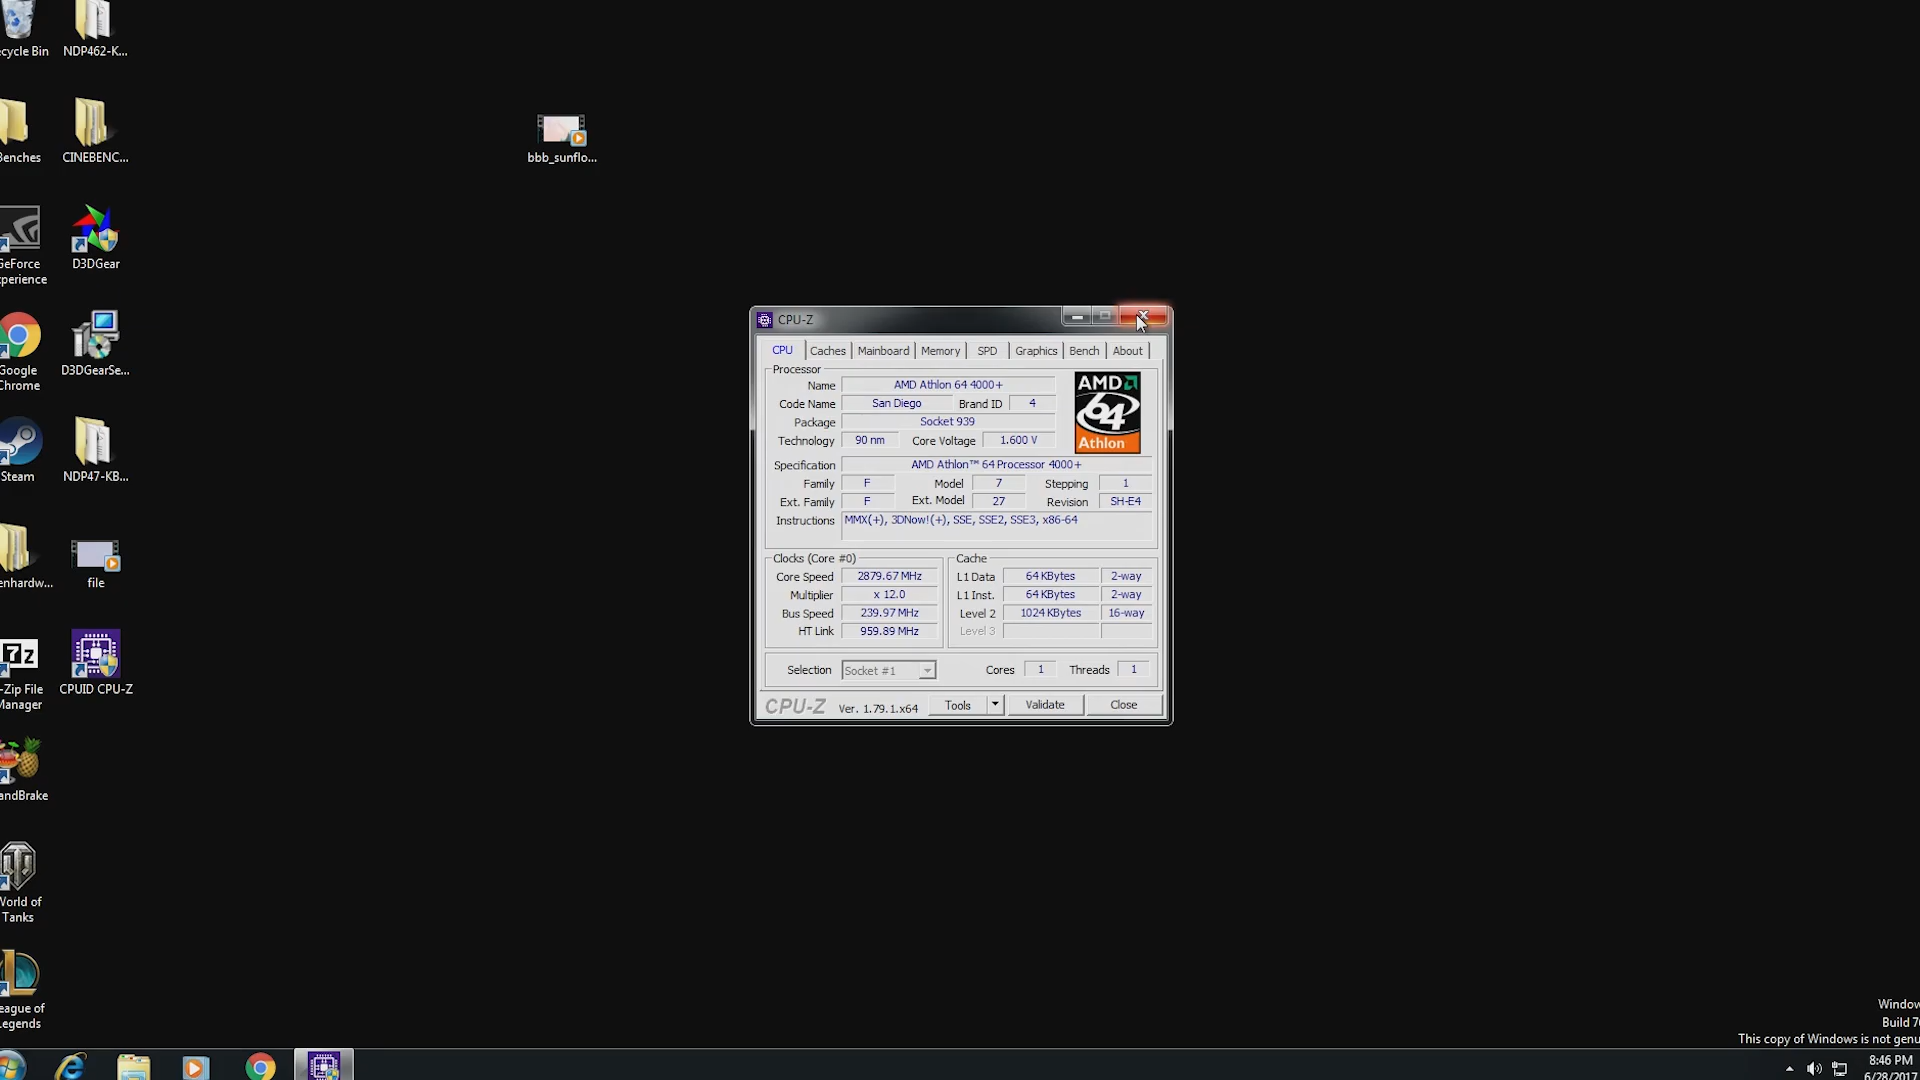 ecycle Bin
NDP462-K...
Benches
CINEBENC...
bbb_sunflo...
GeForce
xperience
D3DGear
Google
Chrome
D3DGearSe...
Steam
NDP47-KB...
enhardw...
file
7z
-Zip File
Manager
CPUID CPU-Z
andBrake
World of
Tanks
eague of
Legends
CPU-Z
CPU Caches Mainboard Memory SPD Graphics Bench About
Processor
Name AMD Athlon 64 4000+
Code Name San Diego Brand ID 4
Package Socket 939
Technology 90 nm Core Voltage 1.600 V
AMD
64
Athlon
Specification AMD Athlon™ 64 Processor 4000+
Family F Model 7 Stepping 1
Ext. Family F Ext. Model 27 Revision SH-E4
Instructions MMX(+), 3DNow!(+), SSE, SSE2, SSE3, x86-64
Clocks (Core #0)
Core Speed 2879.67 MHz
Multiplier x 12.0
Bus Speed 239.97 MHz
HT Link 959.89 MHz
Cache
L1 Data 64 KBytes 2-way
L1 Inst. 64 KBytes 2-way
Level 2 1024 KBytes 16-way
Level 3
Selection Socket #1 Cores 1 Threads 1
CPU-Z Ver. 1.79.1.x64 Tools Validate Close
Window
Build 7
This copy of Windows is not genu
8:46 PM
6/28/2017